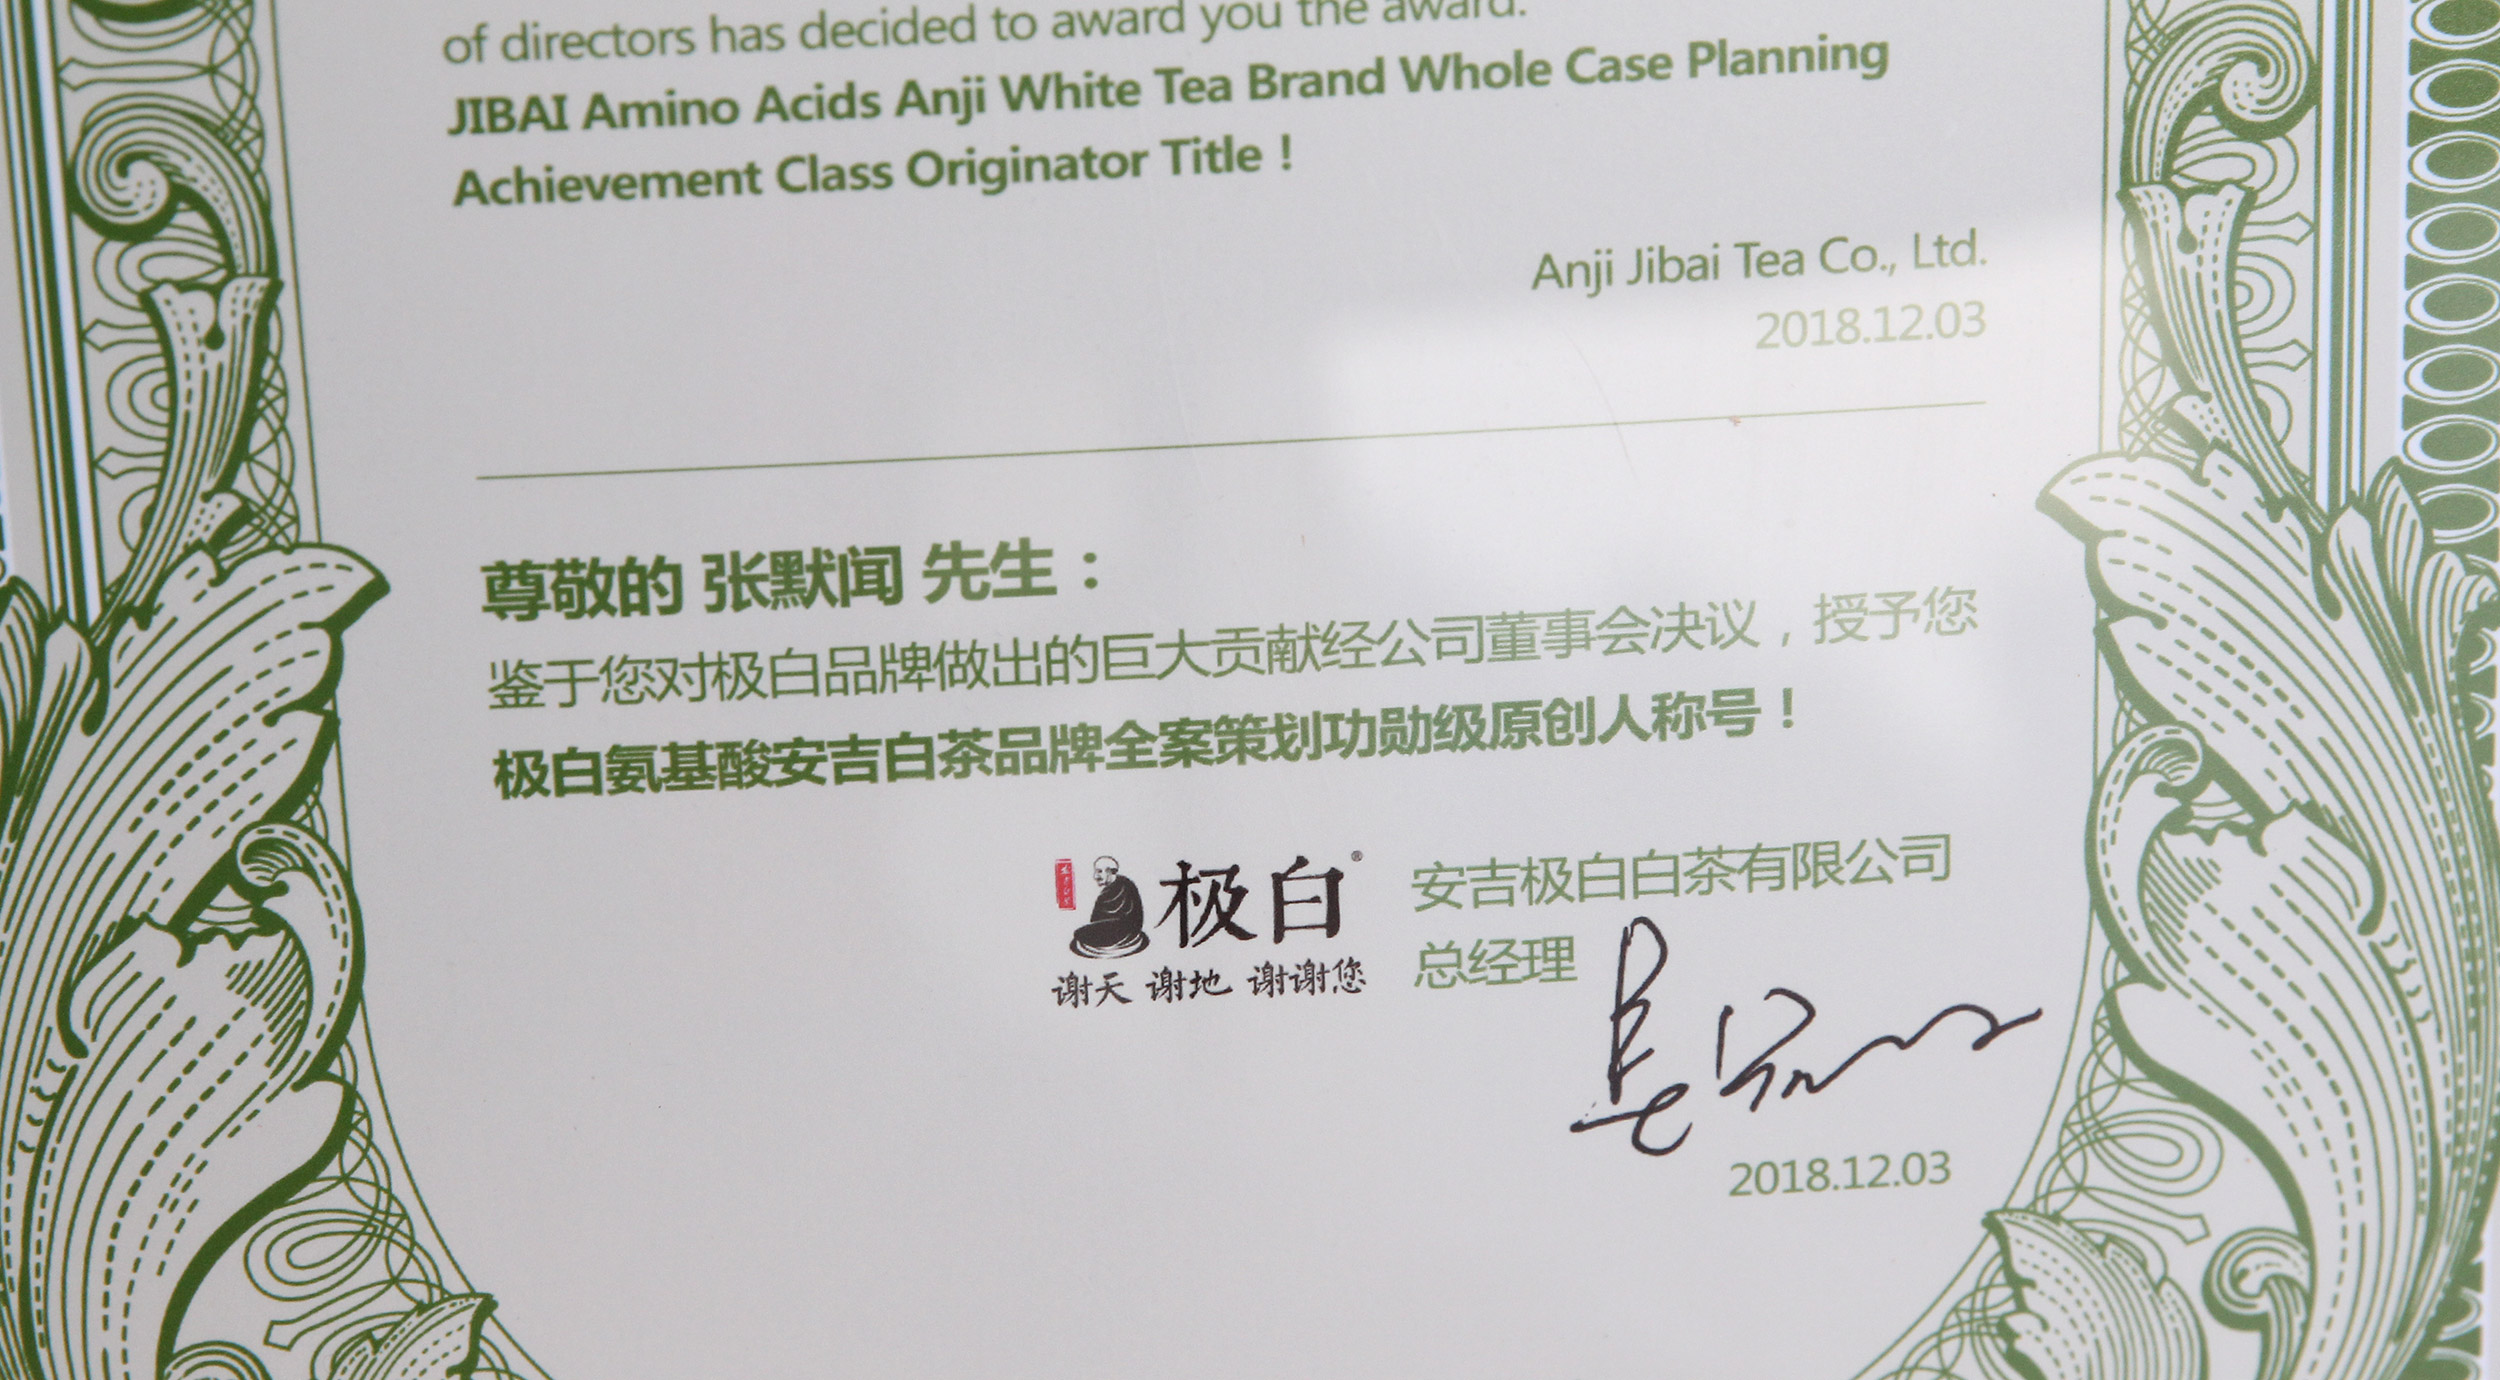 of directors has decided to award you the award.
JIBAI Amino Acids Anji White Tea Brand Whole Case Planning
Achievement Class Originator Title！
Anji Jibai Tea Co., Ltd.
2018.12.03
尊敬的 张默闻 先生：
鉴于您对极白品牌做出的巨大贡献经公司董事会决议，授予您
极白氨基酸安吉白茶品牌全案策划功勋级原创人称号！
极白®
谢天 谢地 谢谢您
安吉极白白茶有限公司
总经理
2018.12.03